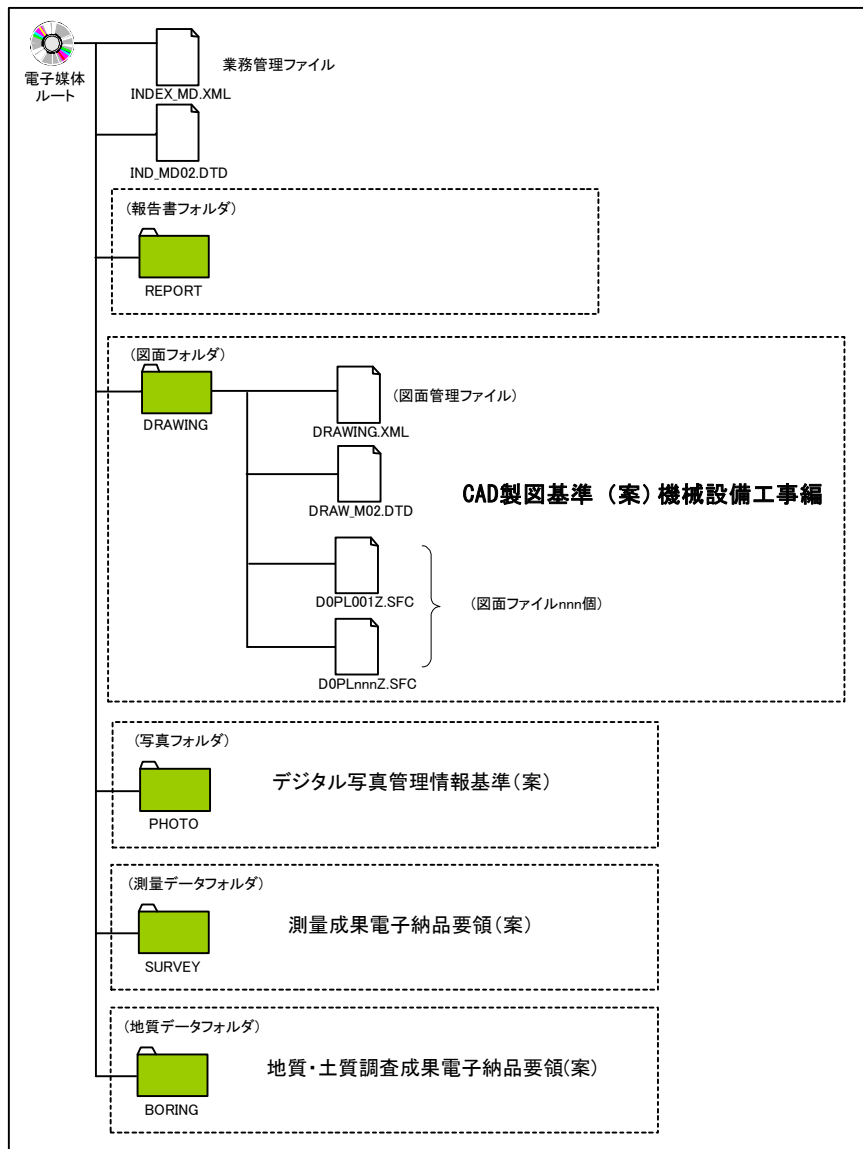 電子媒体
ルート
業務管理ファイル
INDEX_MD.XML
IND_MD02.DTD
(報告書フォルダ)
REPORT
(図面フォルダ)
DRAWING
(図面管理ファイル)
DRAWING.XML
DRAW_M02.DTD
CAD製図基準（案）機械設備工事編
D0PL001Z.SFC
(図面ファイルnnn個)
D0PLnnnZ.SFC
(写真フォルダ)
デジタル写真管理情報基準(案)
PHOTO
(測量データフォルダ)
測量成果電子納品要領(案)
SURVEY
(地質データフォルダ)
地質・土質調査成果電子納品要領(案)
BORING